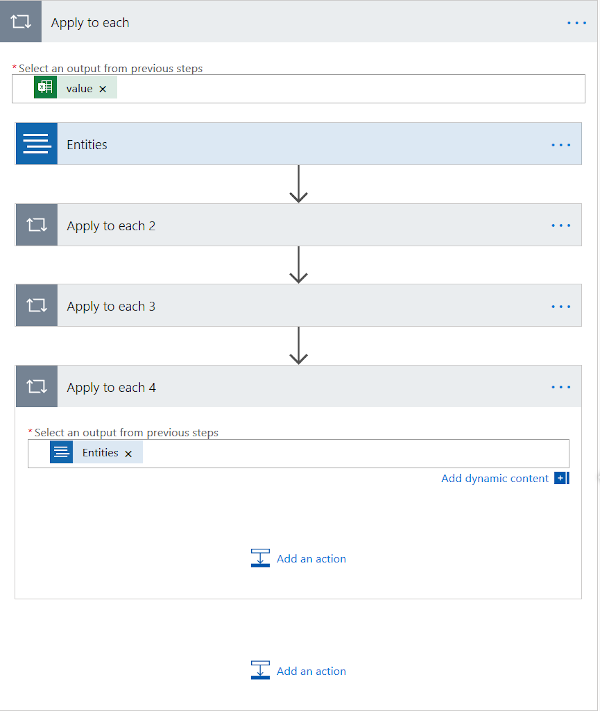 Apply to each
* Select an output from previous steps
value ×
Entities
Apply to each 2
Apply to each 3
Apply to each 4
* Select an output from previous steps
Entities ×
Add dynamic content
Add an action
Add an action